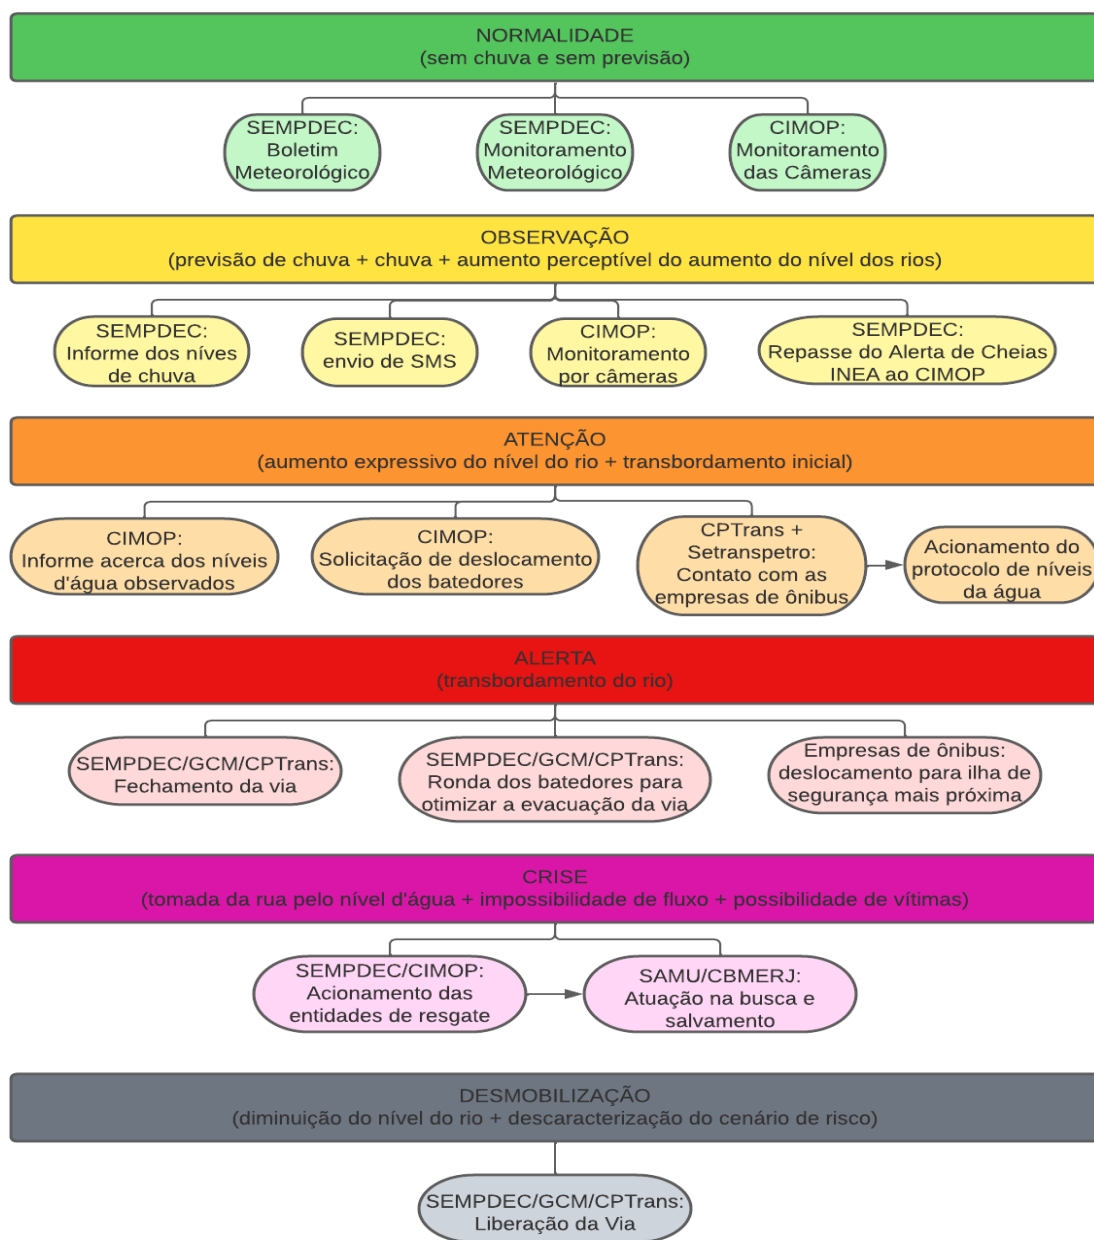 NORMALIDADE
(sem chuva e sem previsão)
SEMPDEC:
Boletim
Meteorológico
SEMPDEC:
Monitoramento
Meteorológico
CIMOP:
Monitoramento
das Câmeras
OBSERVAÇÃO
(previsão de chuva + chuva + aumento perceptível do aumento do nível dos rios)
SEMPDEC:
Informe dos níves
de chuva
SEMPDEC:
envio de SMS
CIMOP:
Monitoramento
por câmeras
SEMPDEC:
Repasse do Alerta de Cheias
INEA ao CIMOP
ATENÇÃO
(aumento expressivo do nível do rio + transbordamento inicial)
CIMOP:
Informe acerca dos níveis
d'água observados
CIMOP:
Solicitação de deslocamento
dos batedores
CPTrans +
Setranspetro:
Contato com as
empresas de ônibus
Acionamento do
protocolo de níveis
da água
ALERTA
(transbordamento do rio)
SEMPDEC/GCM/CPTrans:
Fechamento da via
SEMPDEC/GCM/CPTrans:
Ronda dos batedores para
otimizar a evacuação da via
Empresas de ônibus:
deslocamento para ilha de
segurança mais próxima
CRISE
(tomada da rua pelo nível d'água + impossibilidade de fluxo + possibilidade de vítimas)
SEMPDEC/CIMOP:
Acionamento das
entidades de resgate
SAMU/CBMERJ:
Atuação na busca e
salvamento
DESMOBILIZAÇÃO
(diminuição do nível do rio + descaracterização do cenário de risco)
SEMPDEC/GCM/CPTrans:
Liberação da Via